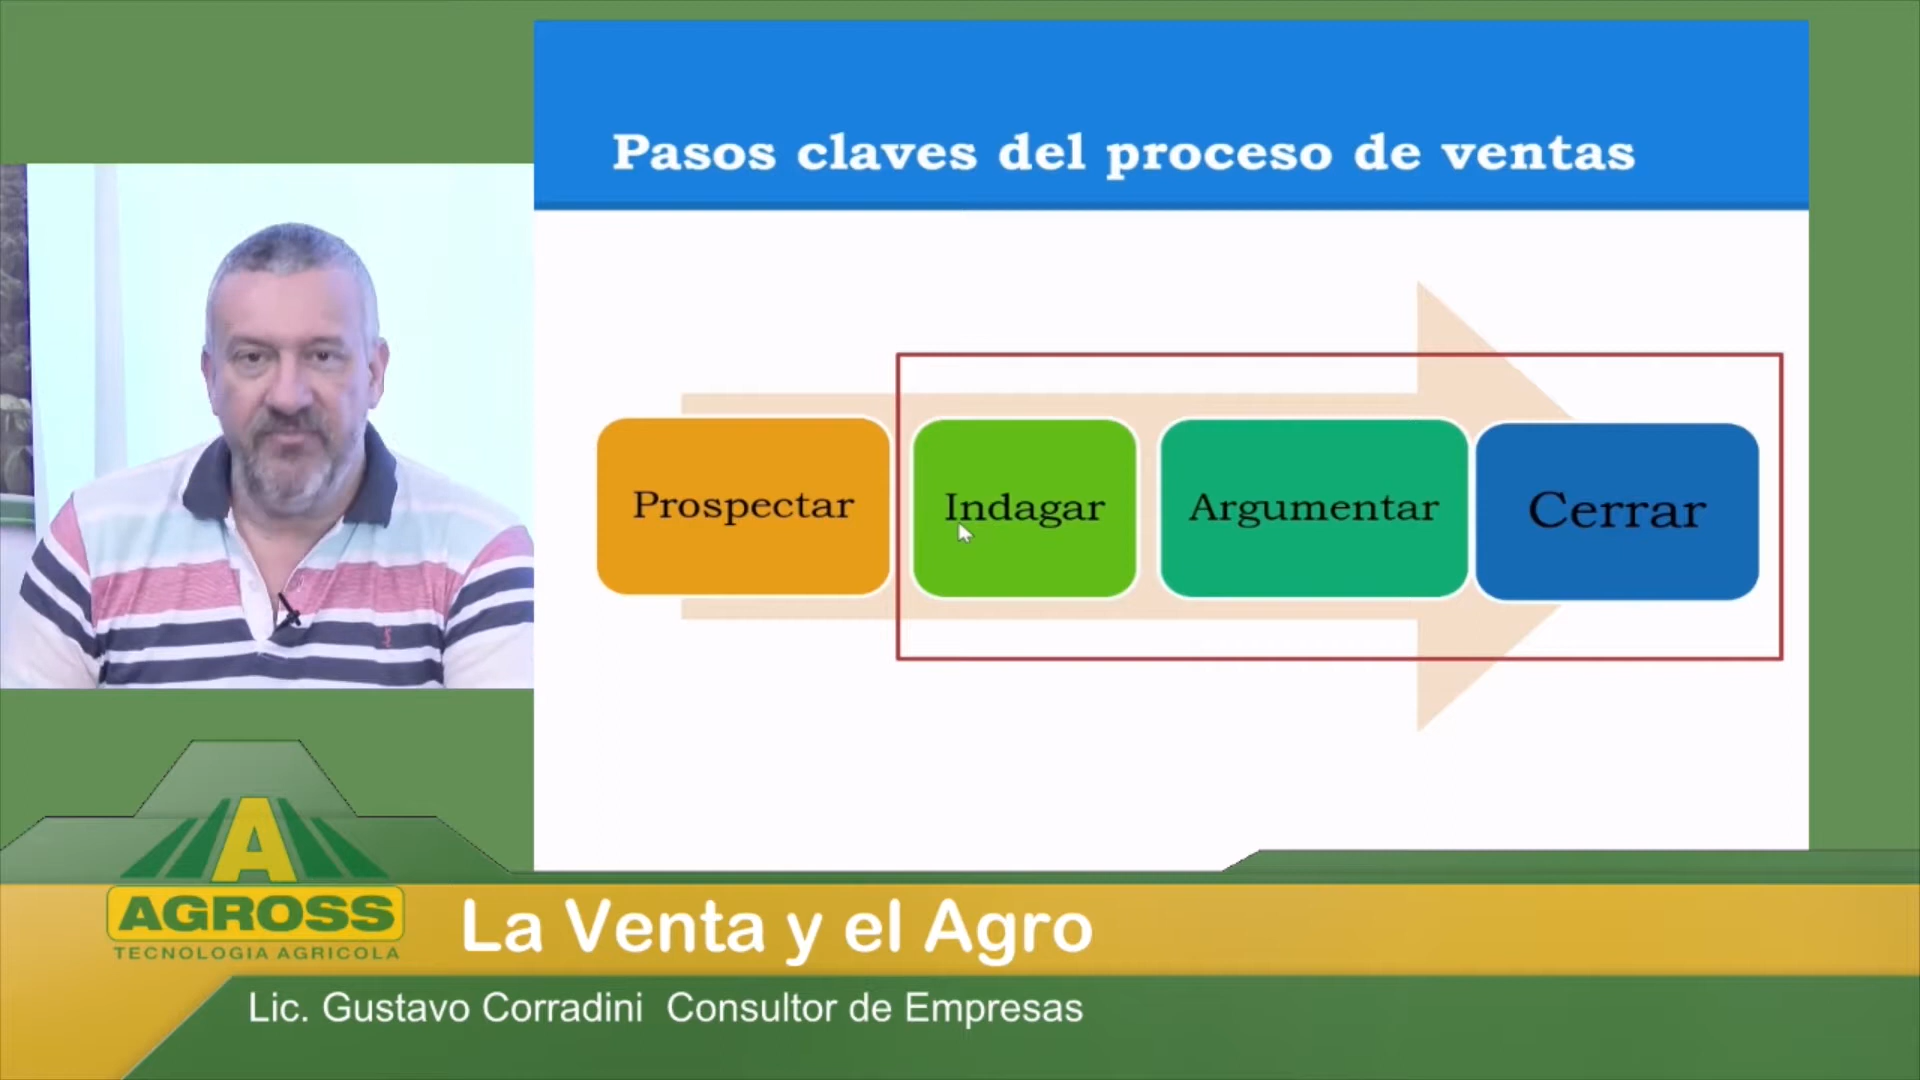 Pasos claves del proceso de ventas
Prospectar
Indagar
Argumentar
Cerrar
A
AGROSS
TECNOLOGIA AGRICOLA
La Venta y el Agro
Lic. Gustavo Corradini Consultor de Empresas